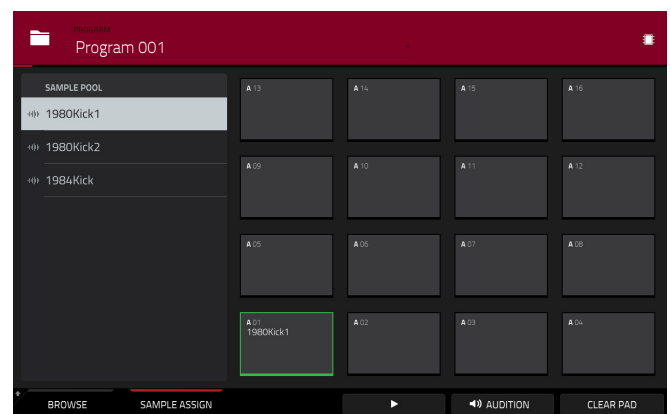 PROGRAM
Program 001
SAMPLE POOL
1980Kick1
1980Kick2
1984Kick
A 13
A 14
A 15
A 16
A 09
A 10
A 11
A 12
A 05
A 06
A 07
A 08
A 01
1980Kick1
A 02
A 03
A 04
BROWSE
SAMPLE ASSIGN
AUDITION
CLEAR PAD